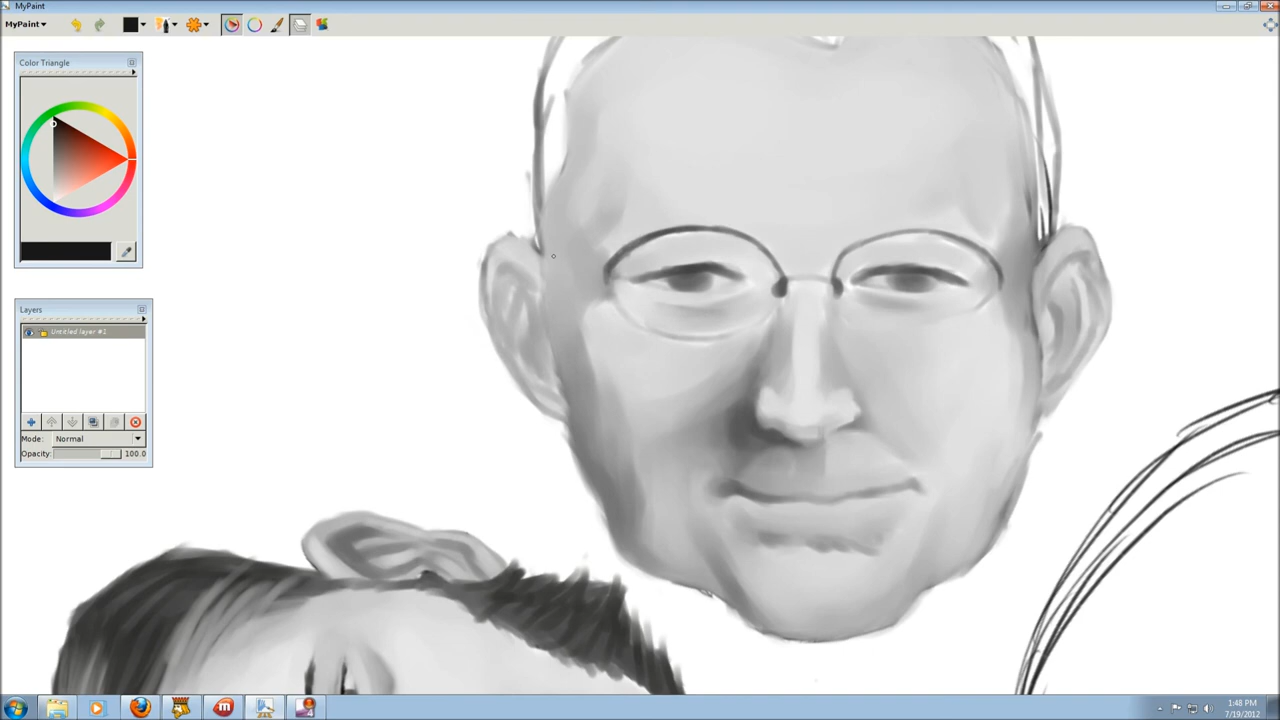 MyPaint
MyPaint
Color Triangle
Layers
Untitled layer #1
Mode: Normal
Opacity: 100.0
1:48 PM
7/19/2012